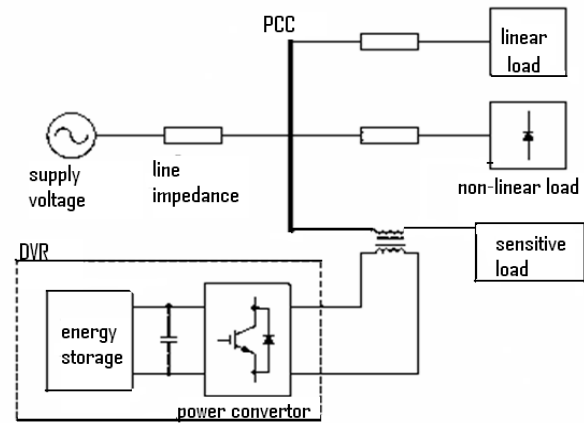 PCC
linear
load
supply
voltage
line
impedance
non-linear load
sensitive
load
DVR
energy
storage
power convertor